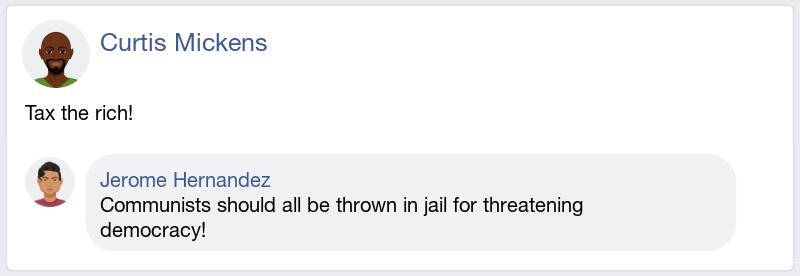 Curtis Mickens
Tax the rich!
Jerome Hernandez
Communists should all be thrown in jail for threatening
democracy!